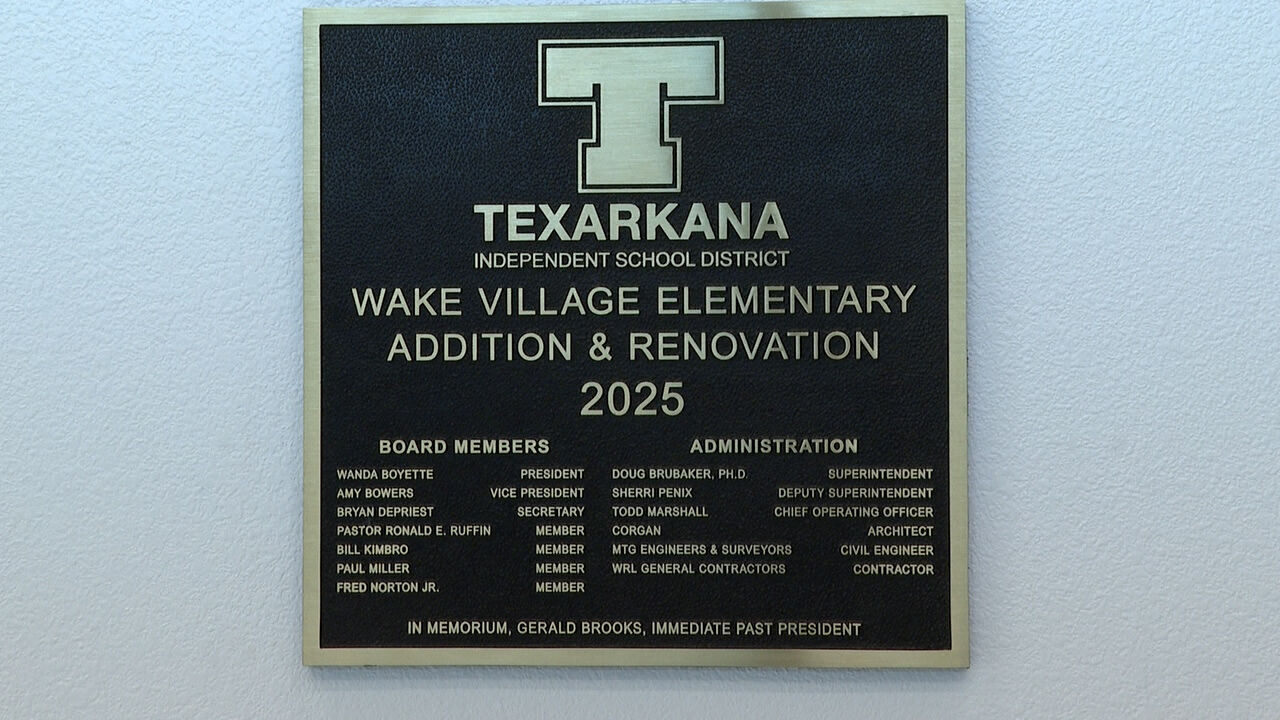 T
TEXARKANA
INDEPENDENT SCHOOL DISTRICT
WAKE VILLAGE ELEMENTARY
ADDITION & RENOVATION
2025
BOARD MEMBERS
WANDA BOYETTE PRESIDENT
AMY BOWERS VICE PRESIDENT
BRYAN DEPRIEST SECRETARY
PASTOR RONALD E. RUFFIN MEMBER
BILL KIMBRO MEMBER
PAUL MILLER MEMBER
FRED NORTON JR. MEMBER
ADMINISTRATION
DOUG BRUBAKER, PH.D. SUPERINTENDENT
SHERRI PENIX DEPUTY SUPERINTENDENT
TODD MARSHALL CHIEF OPERATING OFFICER
CORGAN ARCHITECT
MTG ENGINEERS & SURVEYORS CIVIL ENGINEER
WRL GENERAL CONTRACTORS CONTRACTOR
IN MEMORIUM, GERALD BROOKS, IMMEDIATE PAST PRESIDENT